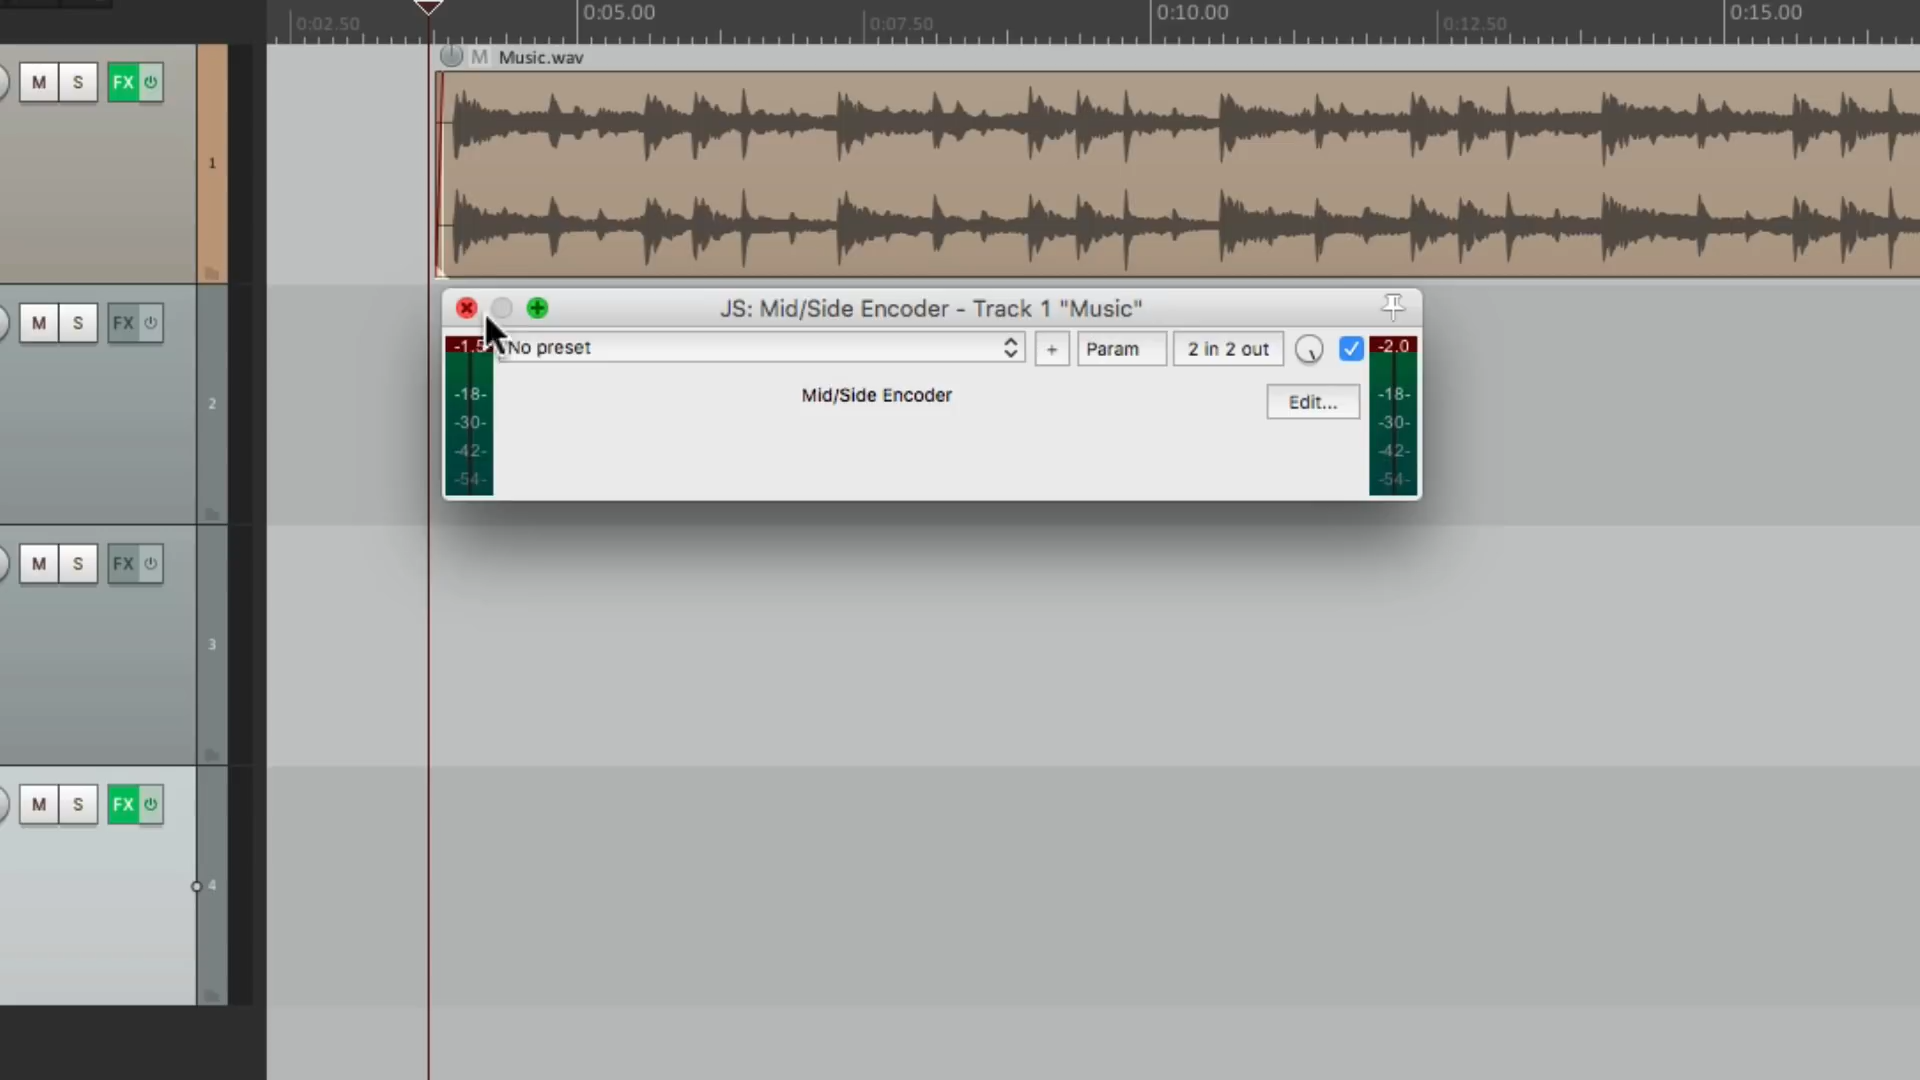 0:02.50 0:05.00 0:07.50 0:10.00 0:12.50 0:15.00
M Music.wav
M S FX
1
JS: Mid/Side Encoder - Track 1 "Music"
M S FX
-1.5 No preset + Param 2 in 2 out -2.0
Mid/Side Encoder Edit...
-18- -18-
2
-30- -30-
-42- -42-
-54- -54-
M S FX
3
M S FX
4